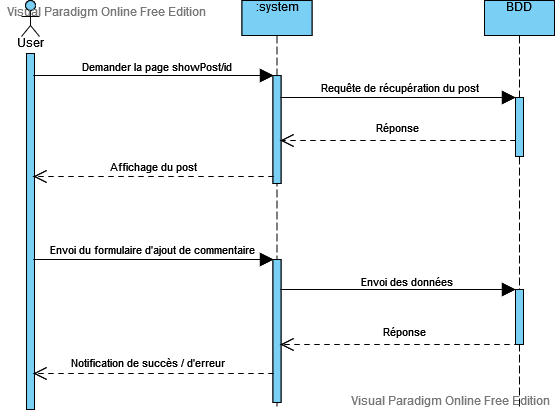 Visual Paradigm Online Free Edition
:system
BDD
User
Demander la page showPost/id
Requête de récupération du post
Réponse
Affichage du post
Envoi du formulaire d'ajout de commentaire
Envoi des données
Réponse
Notification de succès / d'erreur
Visual Paradigm Online Free Edition